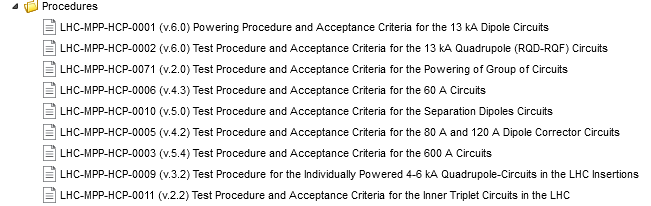 Procedures
LHC-MPP-HCP-0001 (v.6.0) Powering Procedure and Acceptance Criteria for the 13 kA Dipole Circuits
LHC-MPP-HCP-0002 (v.6.0) Test Procedure and Acceptance Criteria for the 13 kA Quadrupole (RQD-RQF) Circuits
LHC-MPP-HCP-0071 (v.2.0) Test Procedure and Acceptance Criteria for the Powering of Group of Circuits
LHC-MPP-HCP-0006 (v.4.3) Test Procedure and Acceptance Criteria for the 60 A Circuits
LHC-MPP-HCP-0010 (v.5.0) Test Procedure and Acceptance Criteria for the Separation Dipoles Circuits
LHC-MPP-HCP-0005 (v.4.2) Test Procedure and Acceptance Criteria for the 80 A and 120 A Dipole Corrector Circuits
LHC-MPP-HCP-0003 (v.5.4) Test Procedure and Acceptance Criteria for the 600 A Circuits
LHC-MPP-HCP-0009 (v.3.2) Test Procedure for the Individually Powered 4-6 kA Quadrupole-Circuits in the LHC Insertions
LHC-MPP-HCP-0011 (v.2.2) Test Procedure and Acceptance Criteria for the Inner Triplet Circuits in the LHC